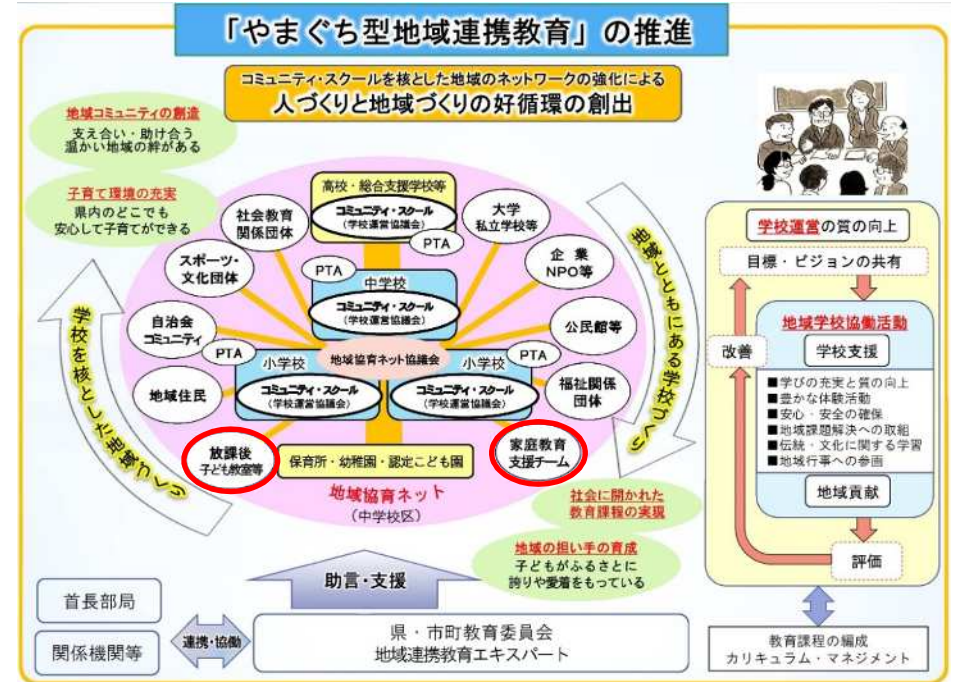 「やまぐち型地域連携教育」の推進
コミュニティ・スクールを核とした地域のネットワークの強化による
人づくりと地域づくりの好循環の創出
地域コミュニティの創造
支え合い・助け合う
温かい地域の絆がある
子育て環境の充実
県内のどこでも
安心して子育てができる
学校を核とした地域づくり
高校・総合支援学校等
コミュニティ・スクール
(学校運営協議会)
PTA
社会教育
関係団体
大学
私立学校等
スポーツ・
文化団体
PTA
中学校
コミュニティ・スクール
(学校運営協議会)
企業
NPO等
自治会
コミュニティ
公民館等
PTA
小学校
地域協育ネット協議会
小学校
PTA
地域住民
コミュニティ・スクール
(学校運営協議会)
コミュニティ・スクール
(学校運営協議会)
福祉関係
団体
放課後
子ども教室等
保育所・幼稚園・認定こども園
家庭教育
支援チーム
地域協育ネット
(中学校区)
地域とともにある学校づくり
社会に開かれた
教育課程の実現
地域の担い手の育成
子どもがふるさとに
誇りや愛着をもっている
助言・支援
首長部局
関係機関等
連携・協働
県・市町教育委員会
地域連携教育エキスパート
学校運営の質の向上
目標・ビジョンの共有
地域学校協働活動
改善
学校支援
■学びの充実と質の向上
■豊かな体験活動
■安心・安全の確保
■地域課題解決への取組
■伝統・文化に関する学習
■地域行事への参画
地域貢献
評価
教育課程の編成
カリキュラム・マネジメント